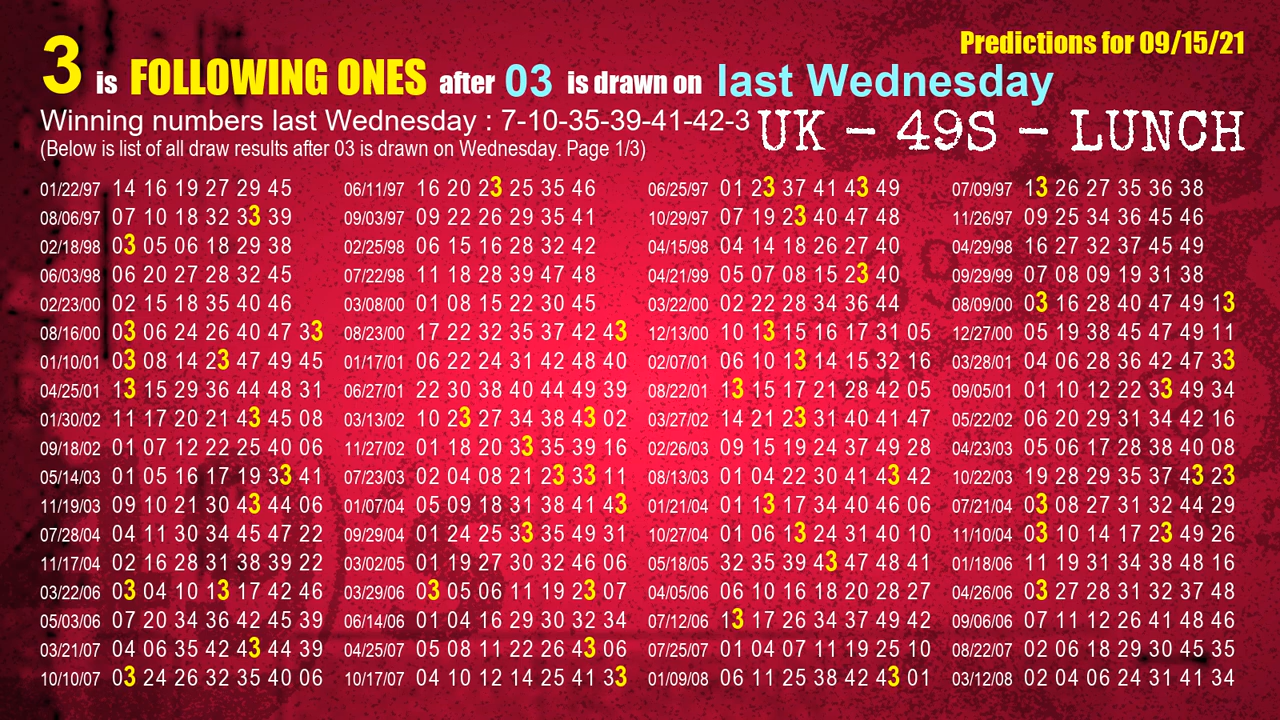 Predictions for 09/15/21
3 is FOLLOWING ONES after 03 is drawn on last Wednesday
Winning numbers last Wednesday : 7-10-35-39-41-42-3
UK - 49S - LUNCH
(Below is list of all draw results after 03 is drawn on Wednesday. Page 1/3)
01/22/97 14 16 19 27 29 45 06/11/97 16 20 23 25 35 46 06/25/97 01 23 37 41 43 49 07/09/97 13 26 27 35 36 38
08/06/97 07 10 18 32 33 39 09/03/97 09 22 26 29 35 41 10/29/97 07 19 23 40 47 48 11/26/97 09 25 34 36 45 46
02/18/98 03 05 06 18 29 38 02/25/98 06 15 16 28 32 42 04/15/98 04 14 18 26 27 40 04/29/98 16 27 32 37 45 49
06/03/98 06 20 27 28 32 45 07/22/98 11 18 28 39 47 48 04/21/99 05 07 08 15 23 40 09/29/99 07 08 09 19 31 38
02/23/00 02 15 18 35 40 46 03/08/00 01 08 15 22 30 45 03/22/00 02 22 28 34 36 44 08/09/00 03 16 28 40 47 49 13
08/16/00 03 06 24 26 40 47 33 08/23/00 17 22 32 35 37 42 43 12/13/00 10 13 15 16 17 31 05 12/27/00 05 19 38 45 47 49 11
01/10/01 03 08 14 23 47 49 45 01/17/01 06 22 24 31 42 48 40 02/07/01 06 10 13 14 15 32 16 03/28/01 04 06 28 36 42 47 33
04/25/01 13 15 29 36 44 48 31 06/27/01 22 30 38 40 44 49 39 08/22/01 13 15 17 21 28 42 05 09/05/01 01 10 12 22 33 49 34
01/30/02 11 17 20 21 43 45 08 03/13/02 10 23 27 34 38 43 02 03/27/02 14 21 23 31 40 41 47 05/22/02 06 20 29 31 34 42 16
09/18/02 01 07 12 22 25 40 06 11/27/02 01 18 20 33 35 39 16 02/26/03 09 15 19 24 37 49 28 04/23/03 05 06 17 28 38 40 08
05/14/03 01 05 16 17 19 33 41 07/23/03 02 04 08 21 23 33 11 08/13/03 01 04 22 30 41 43 42 10/22/03 19 28 29 35 37 43 23
11/19/03 09 10 21 30 43 44 06 01/07/04 05 09 18 31 38 41 43 01/21/04 11 13 17 34 40 46 06 07/21/04 03 08 27 31 32 44 29
07/28/04 04 11 30 34 45 47 22 09/29/04 01 24 25 33 35 49 31 10/27/04 01 06 13 24 31 40 10 11/10/04 03 10 14 17 23 49 26
11/17/04 02 16 28 31 38 39 22 03/02/05 01 19 27 30 32 46 06 05/18/05 32 35 39 43 47 48 41 01/18/06 11 19 31 34 38 48 16
03/22/06 03 04 10 13 17 42 46 03/29/06 03 05 06 11 19 23 07 04/05/06 06 10 16 18 20 28 27 04/26/06 03 27 28 31 32 37 48
05/03/06 07 20 34 36 42 45 39 06/14/06 01 04 16 29 30 32 34 07/12/06 13 17 26 34 37 49 42 09/06/06 07 11 12 26 41 48 46
03/21/07 04 06 35 42 43 44 39 04/25/07 05 08 11 22 26 43 06 07/25/07 01 04 07 11 19 25 10 08/22/07 02 06 29 30 45 35
10/10/07 03 24 26 32 35 40 06 10/17/07 04 10 12 14 25 41 33 01/09/08 06 11 25 38 42 43 01 03/12/08 02 04 06 24 31 41 34